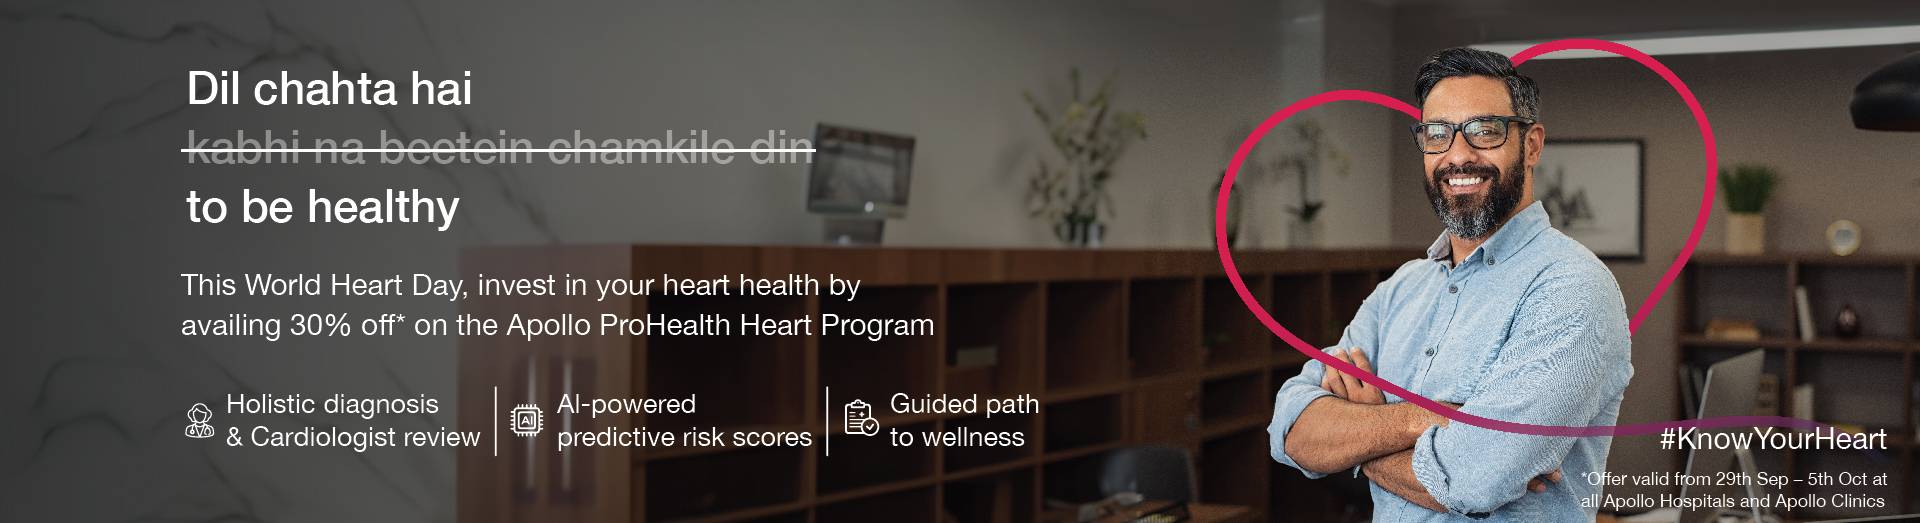 Dil chahta hai
kabhi na beetein chamkile din
to be healthy
This World Heart Day, invest in your heart health by
availing 30% off* on the Apollo ProHealth Heart Program
Holistic diagnosis
& Cardiologist review
AI
AI-powered
predictive risk scores
Guided path
to wellness
#KnowYourHeart
*Offer valid from 29th Sep – 5th Oct at
all Apollo Hospitals and Apollo Clinics